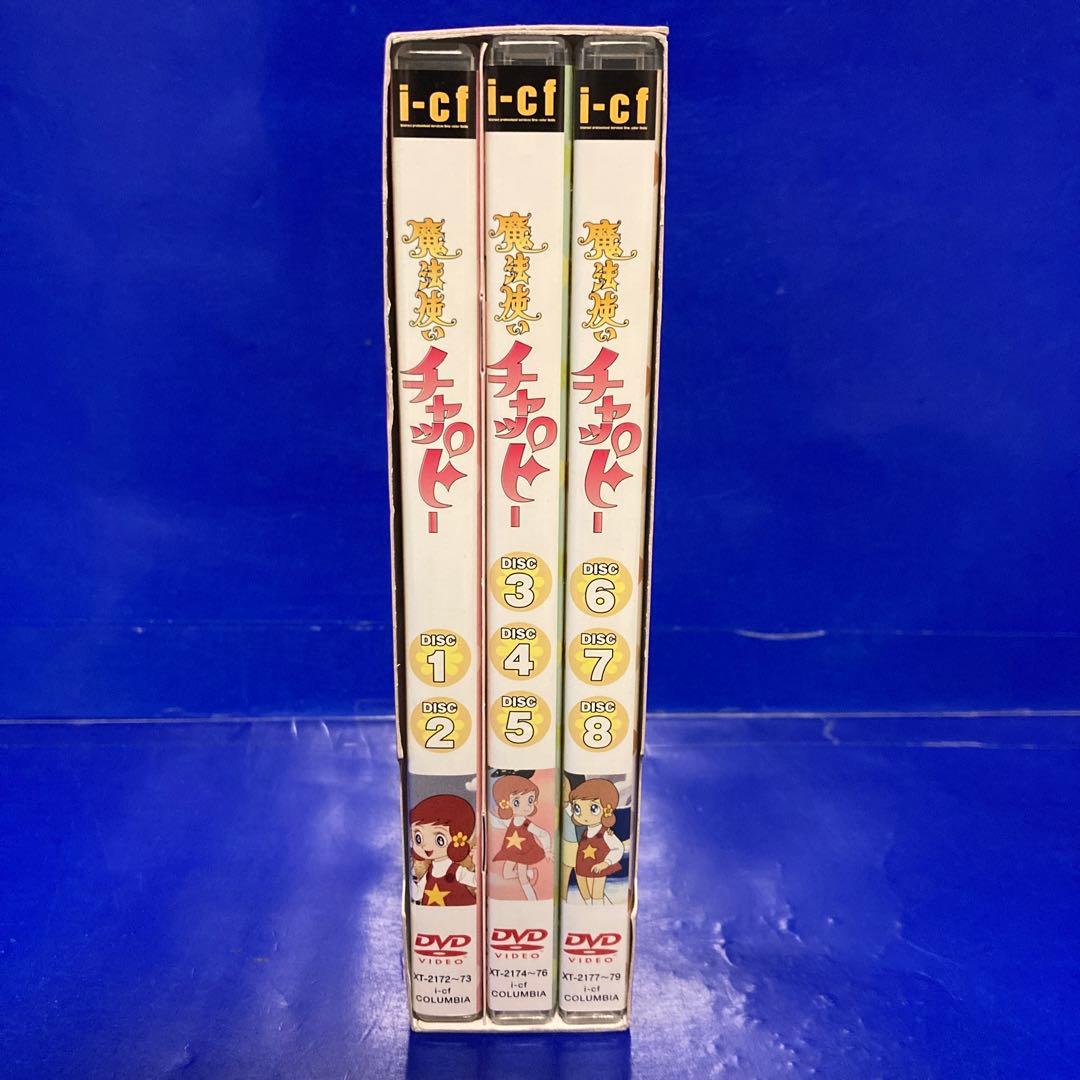 i-cf
魔法使い
チャッピー
DISC
1
DISC
2
DVD
VIDEO
XT-2172～73
i-cf
COLUMBIA
i-cf
魔法使い
チャッピー
DISC
3
DISC
4
DISC
5
DVD
VIDEO
XT-2174～76
i-cf
COLUMBIA
i-cf
魔法使い
チャッピー
DISC
6
DISC
7
DISC
8
DVD
VIDEO
XT-2177～79
i-cf
COLUMBIA